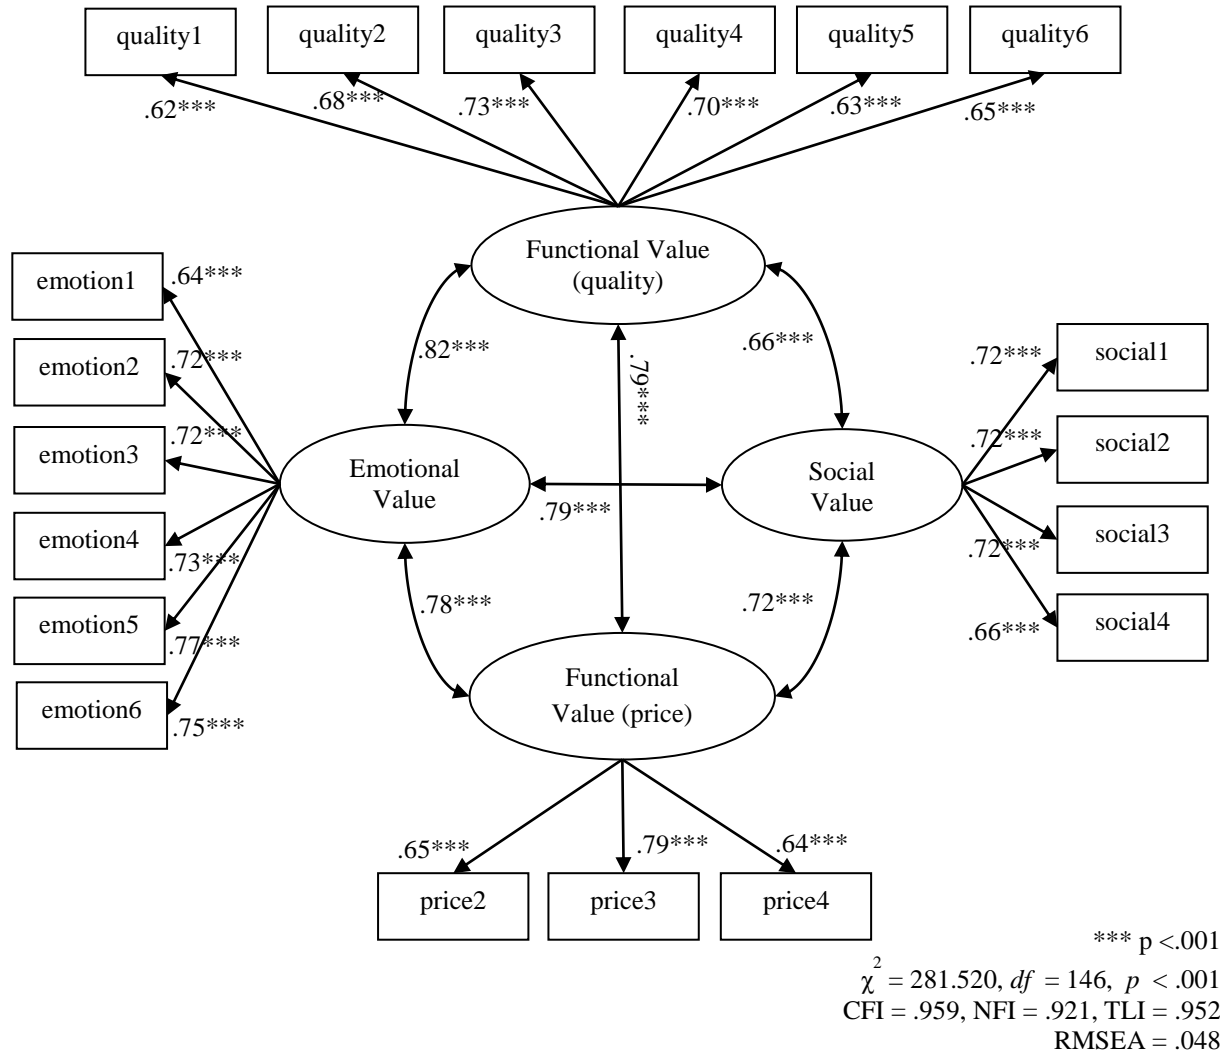 quality1
quality2
quality3
quality4
quality5
quality6
.62***
.68***
.73***
.70***
.63***
.65***
Functional Value
(quality)
emotion1
.64***
emotion2
.72***
emotion3
.72***
emotion4
.73***
emotion5
.77***
emotion6
.75***
.82***
.79***
.66***
Emotional
Value
.79***
Social
Value
.72***
social1
.72***
social2
.72***
social3
.66***
social4
.78***
.72***
Functional
Value (price)
.65***
.79***
.64***
price2
price3
price4
*** p <.001
χ² = 281.520, df = 146, p < .001
CFI = .959, NFI = .921, TLI = .952
RMSEA = .048